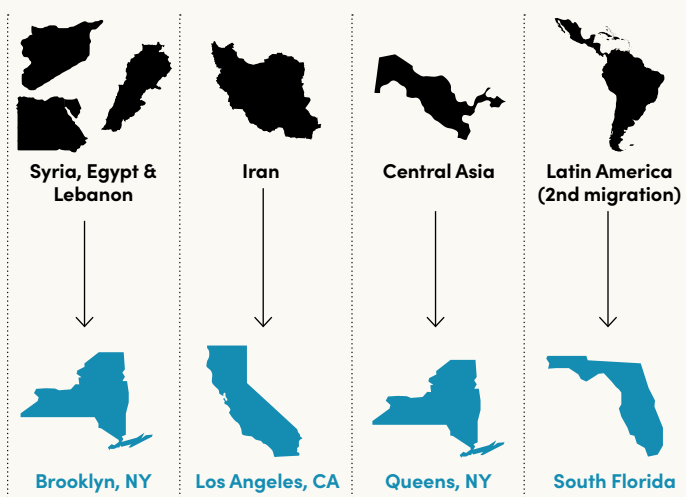 Syria, Egypt &
Lebanon
Iran
Central Asia
Latin America
(2nd migration)
Brooklyn, NY
Los Angeles, CA
Queens, NY
South Florida